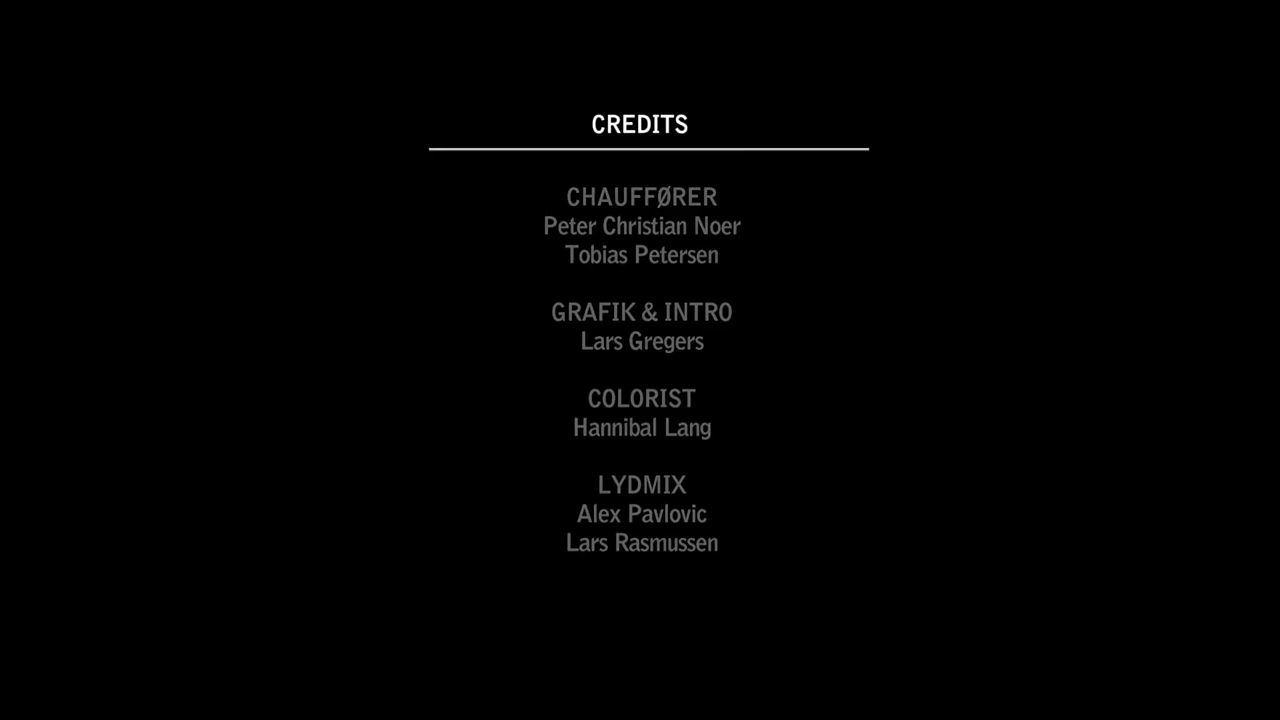 CREDITS
CHAUFFØRER
Peter Christian Noer
Tobias Petersen
GRAFIK & INTRO
Lars Gregers
COLORIST
Hannibal Lang
LYDMIX
Alex Pavlovic
Lars Rasmussen